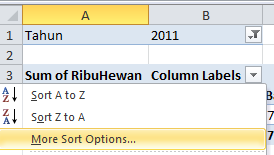 A B
1 Tahun 2011
2
3 Sum of RibuHewan Column Labels
Sort A to Z
Sort Z to A
More Sort Options...